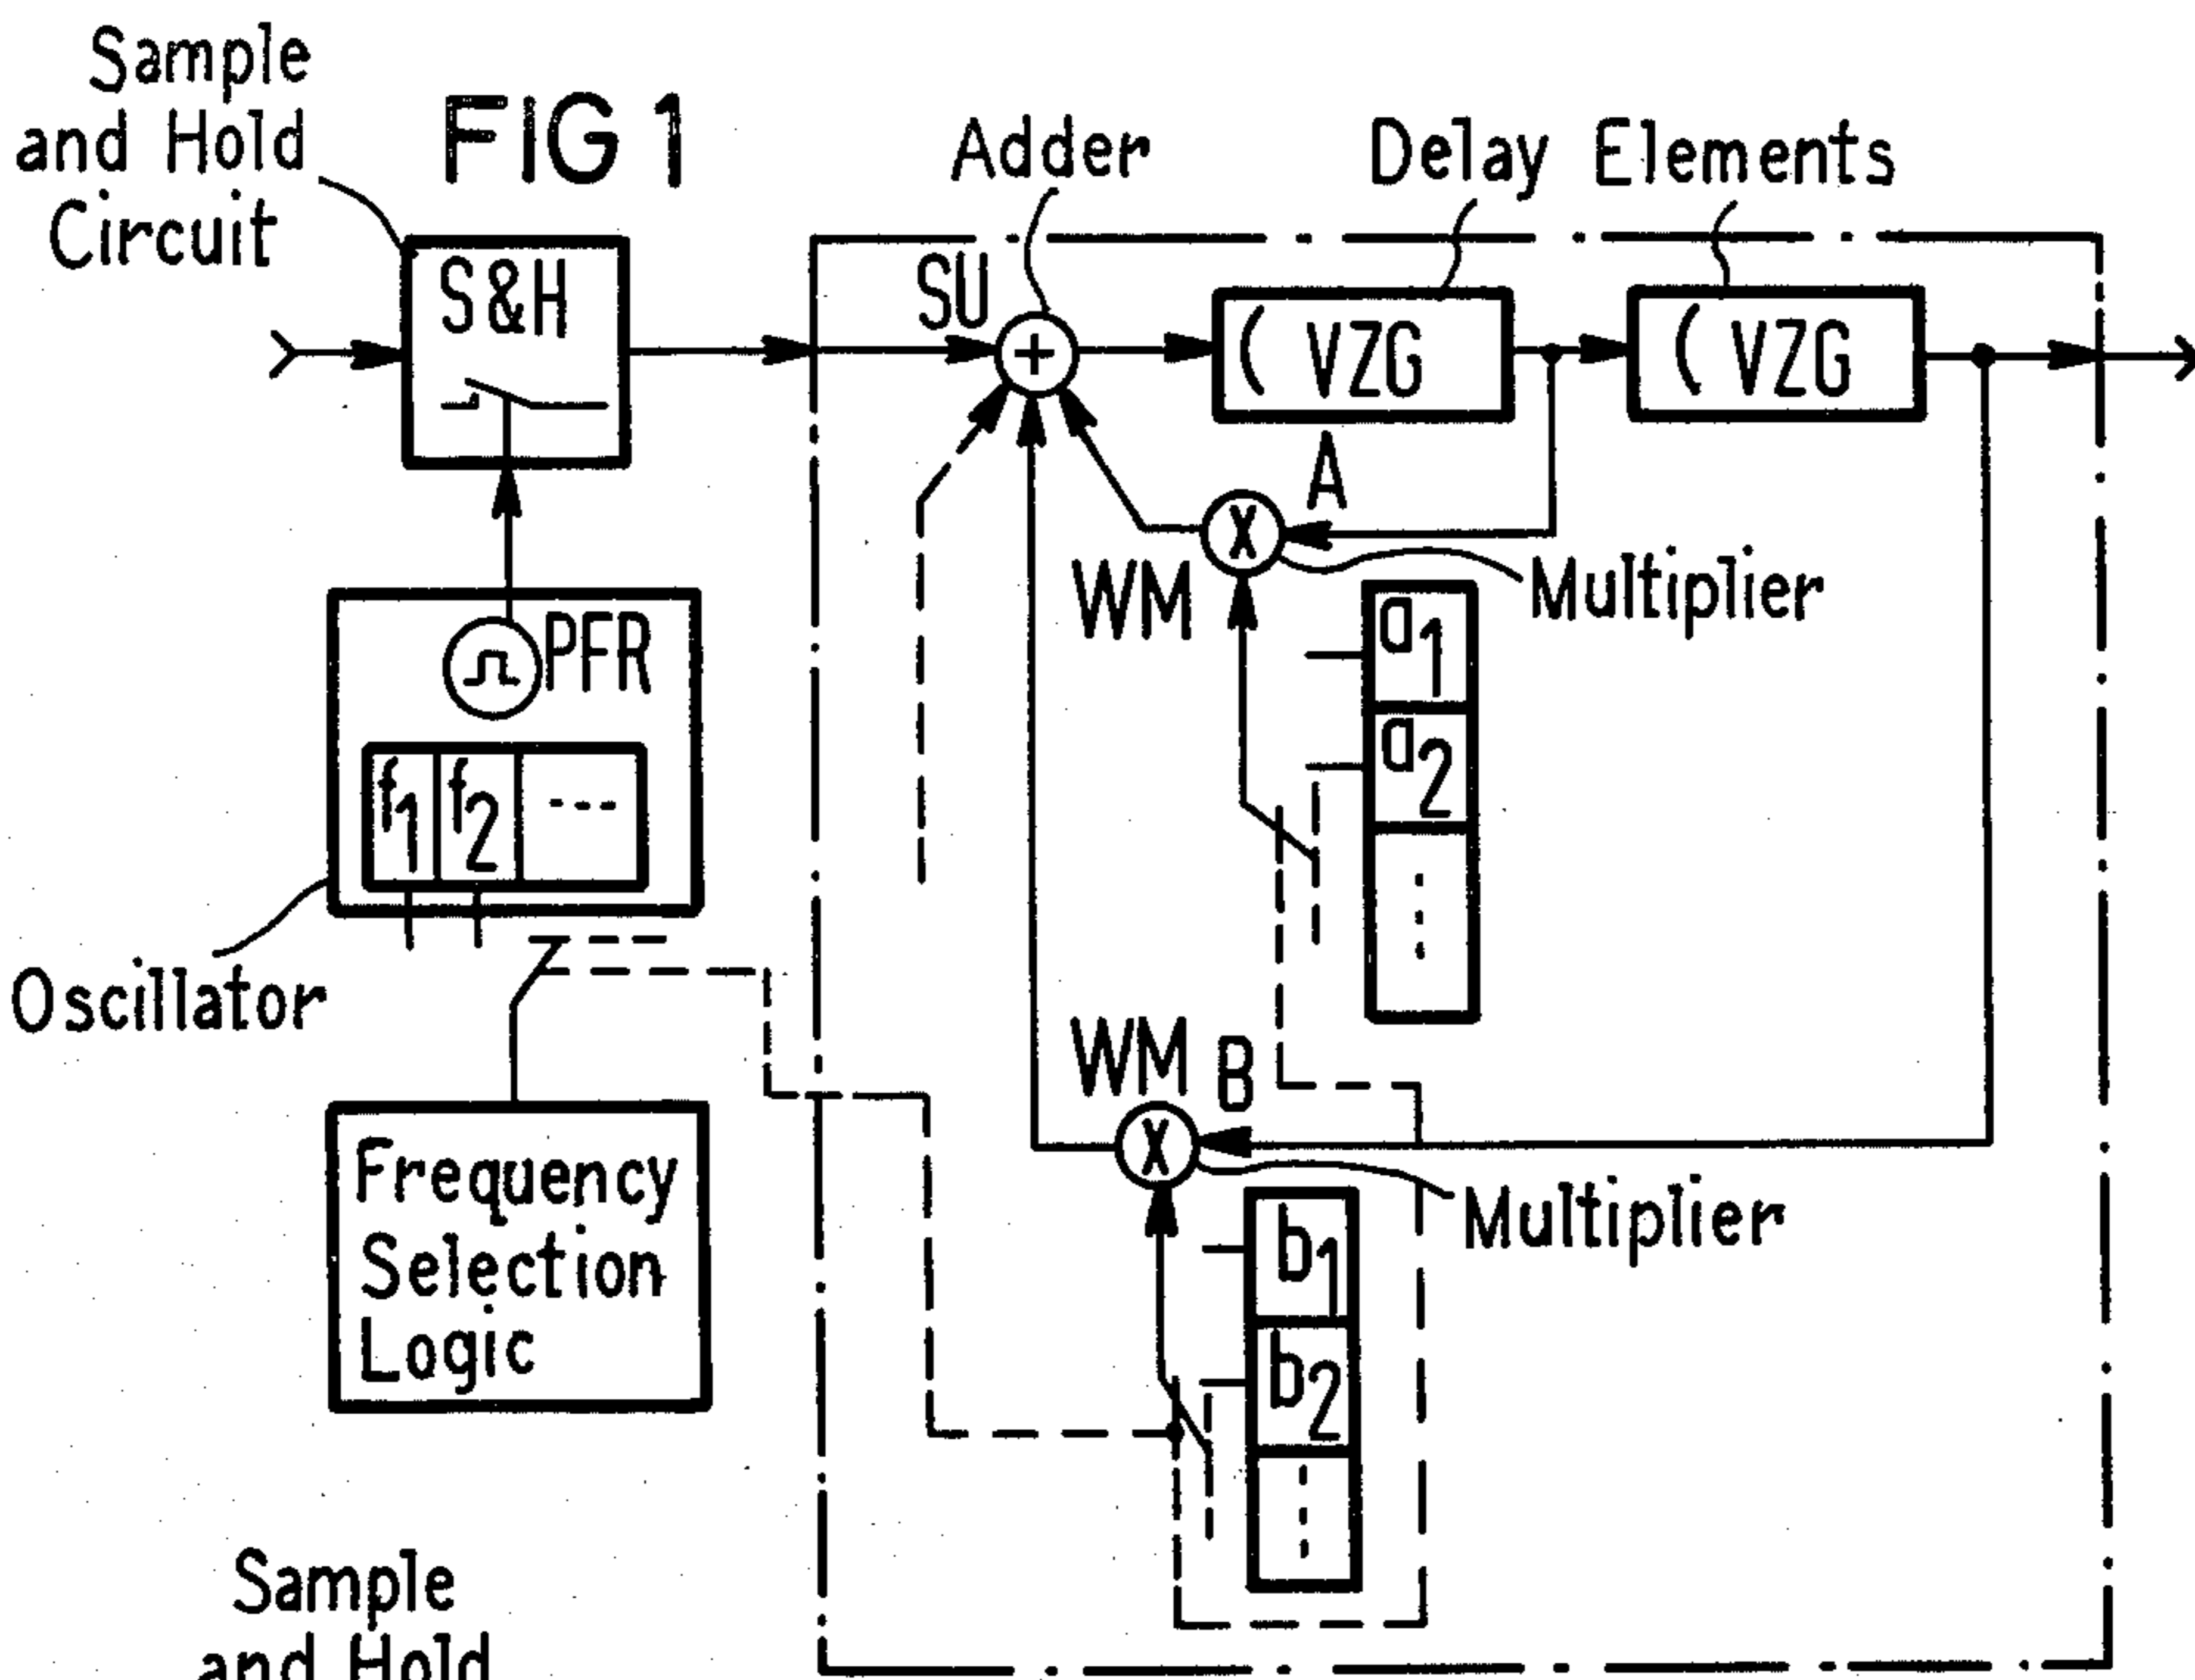 Sample
and Hold
Circuit
FIG 1
Adder
Delay Elements
S&H
SU
+
( VZG
( VZG
A
X
WM
Multiplier
a1
a2
PFR
f1 f2 ---
Oscillator
WM B
X
Multiplier
Frequency
Selection
Logic
b1
b2
Sample
and Hold